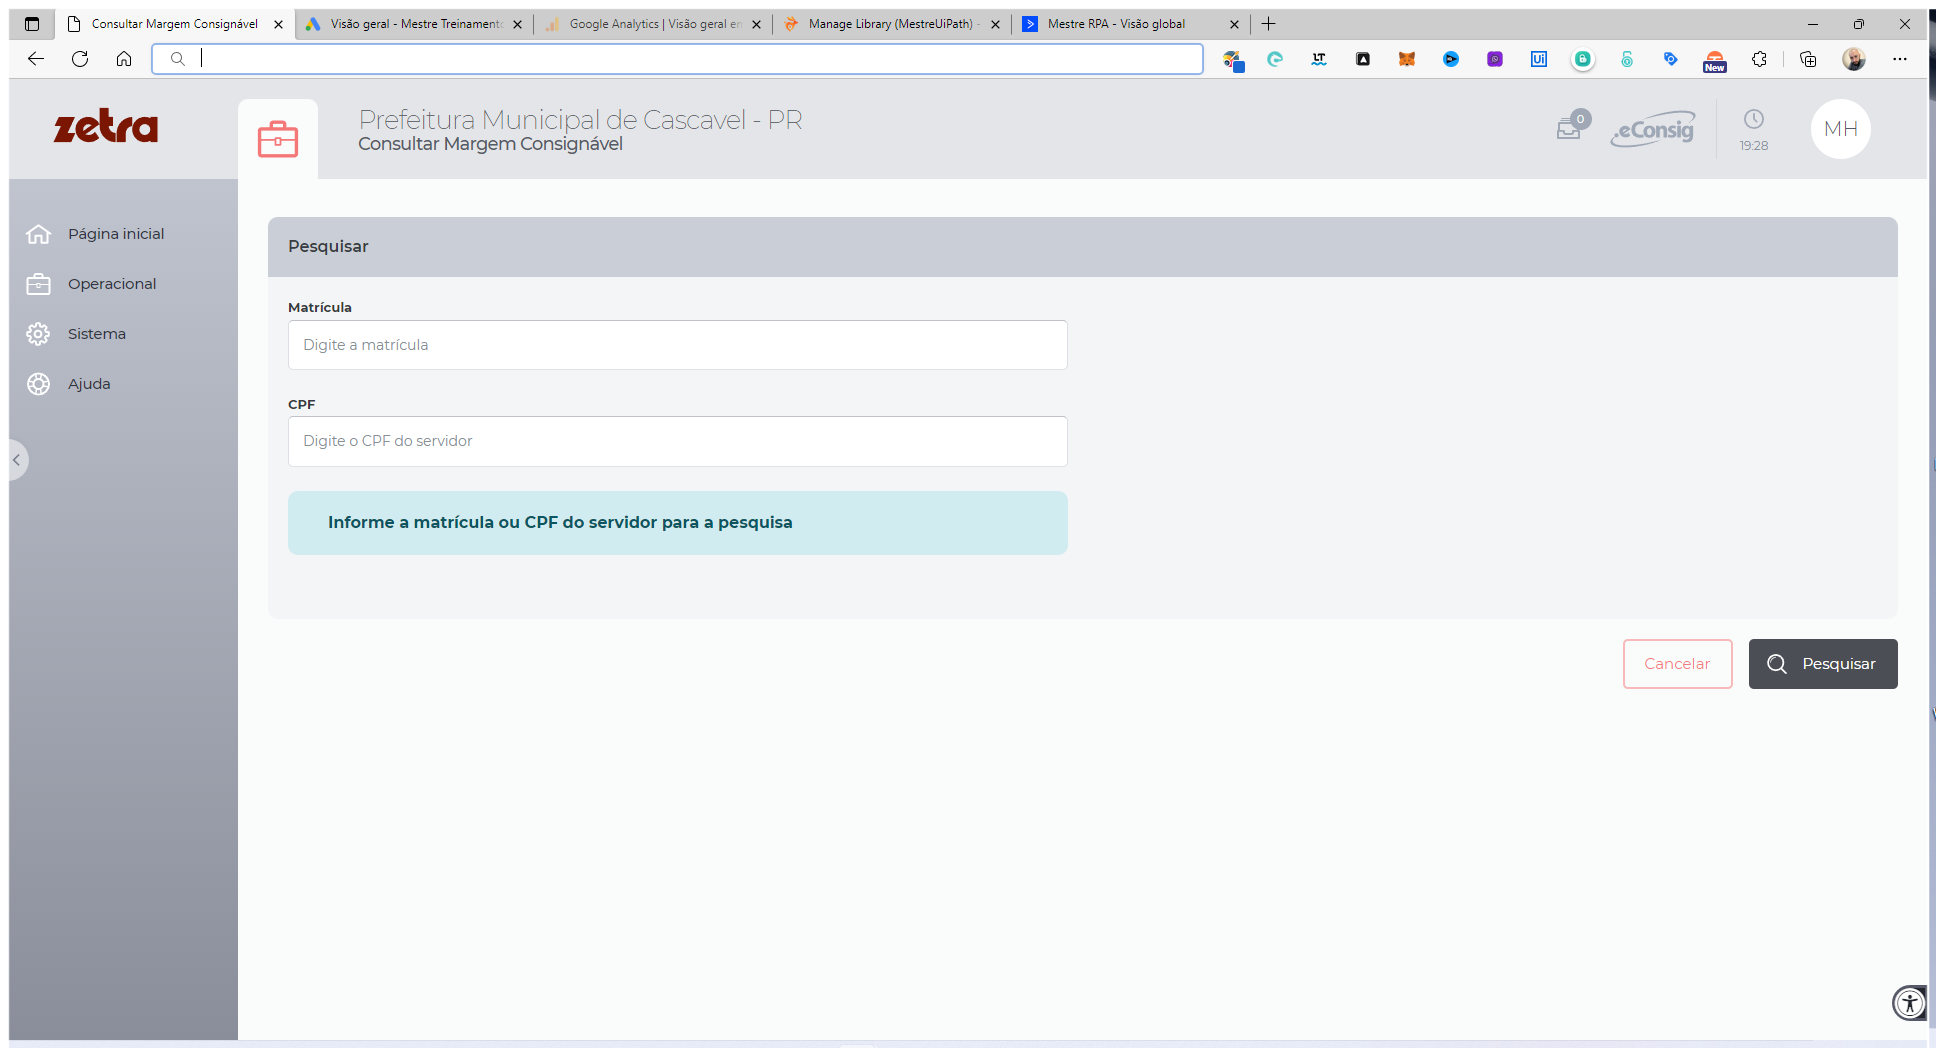 Consultar Margem Consignável
Visão geral - Mestre Treinament
Google Analytics | Visão geral en
Manage Library (MestreUiPath) -
Mestre RPA - Visão global
LT
Ui
New
zetra
Prefeitura Municipal de Cascavel - PR
Consultar Margem Consignável
0
.eConsig
19:28
MH
Página inicial
Operacional
Sistema
Ajuda
Pesquisar
Matrícula
Digite a matrícula
CPF
Digite o CPF do servidor
Informe a matrícula ou CPF do servidor para a pesquisa
Cancelar
Pesquisar